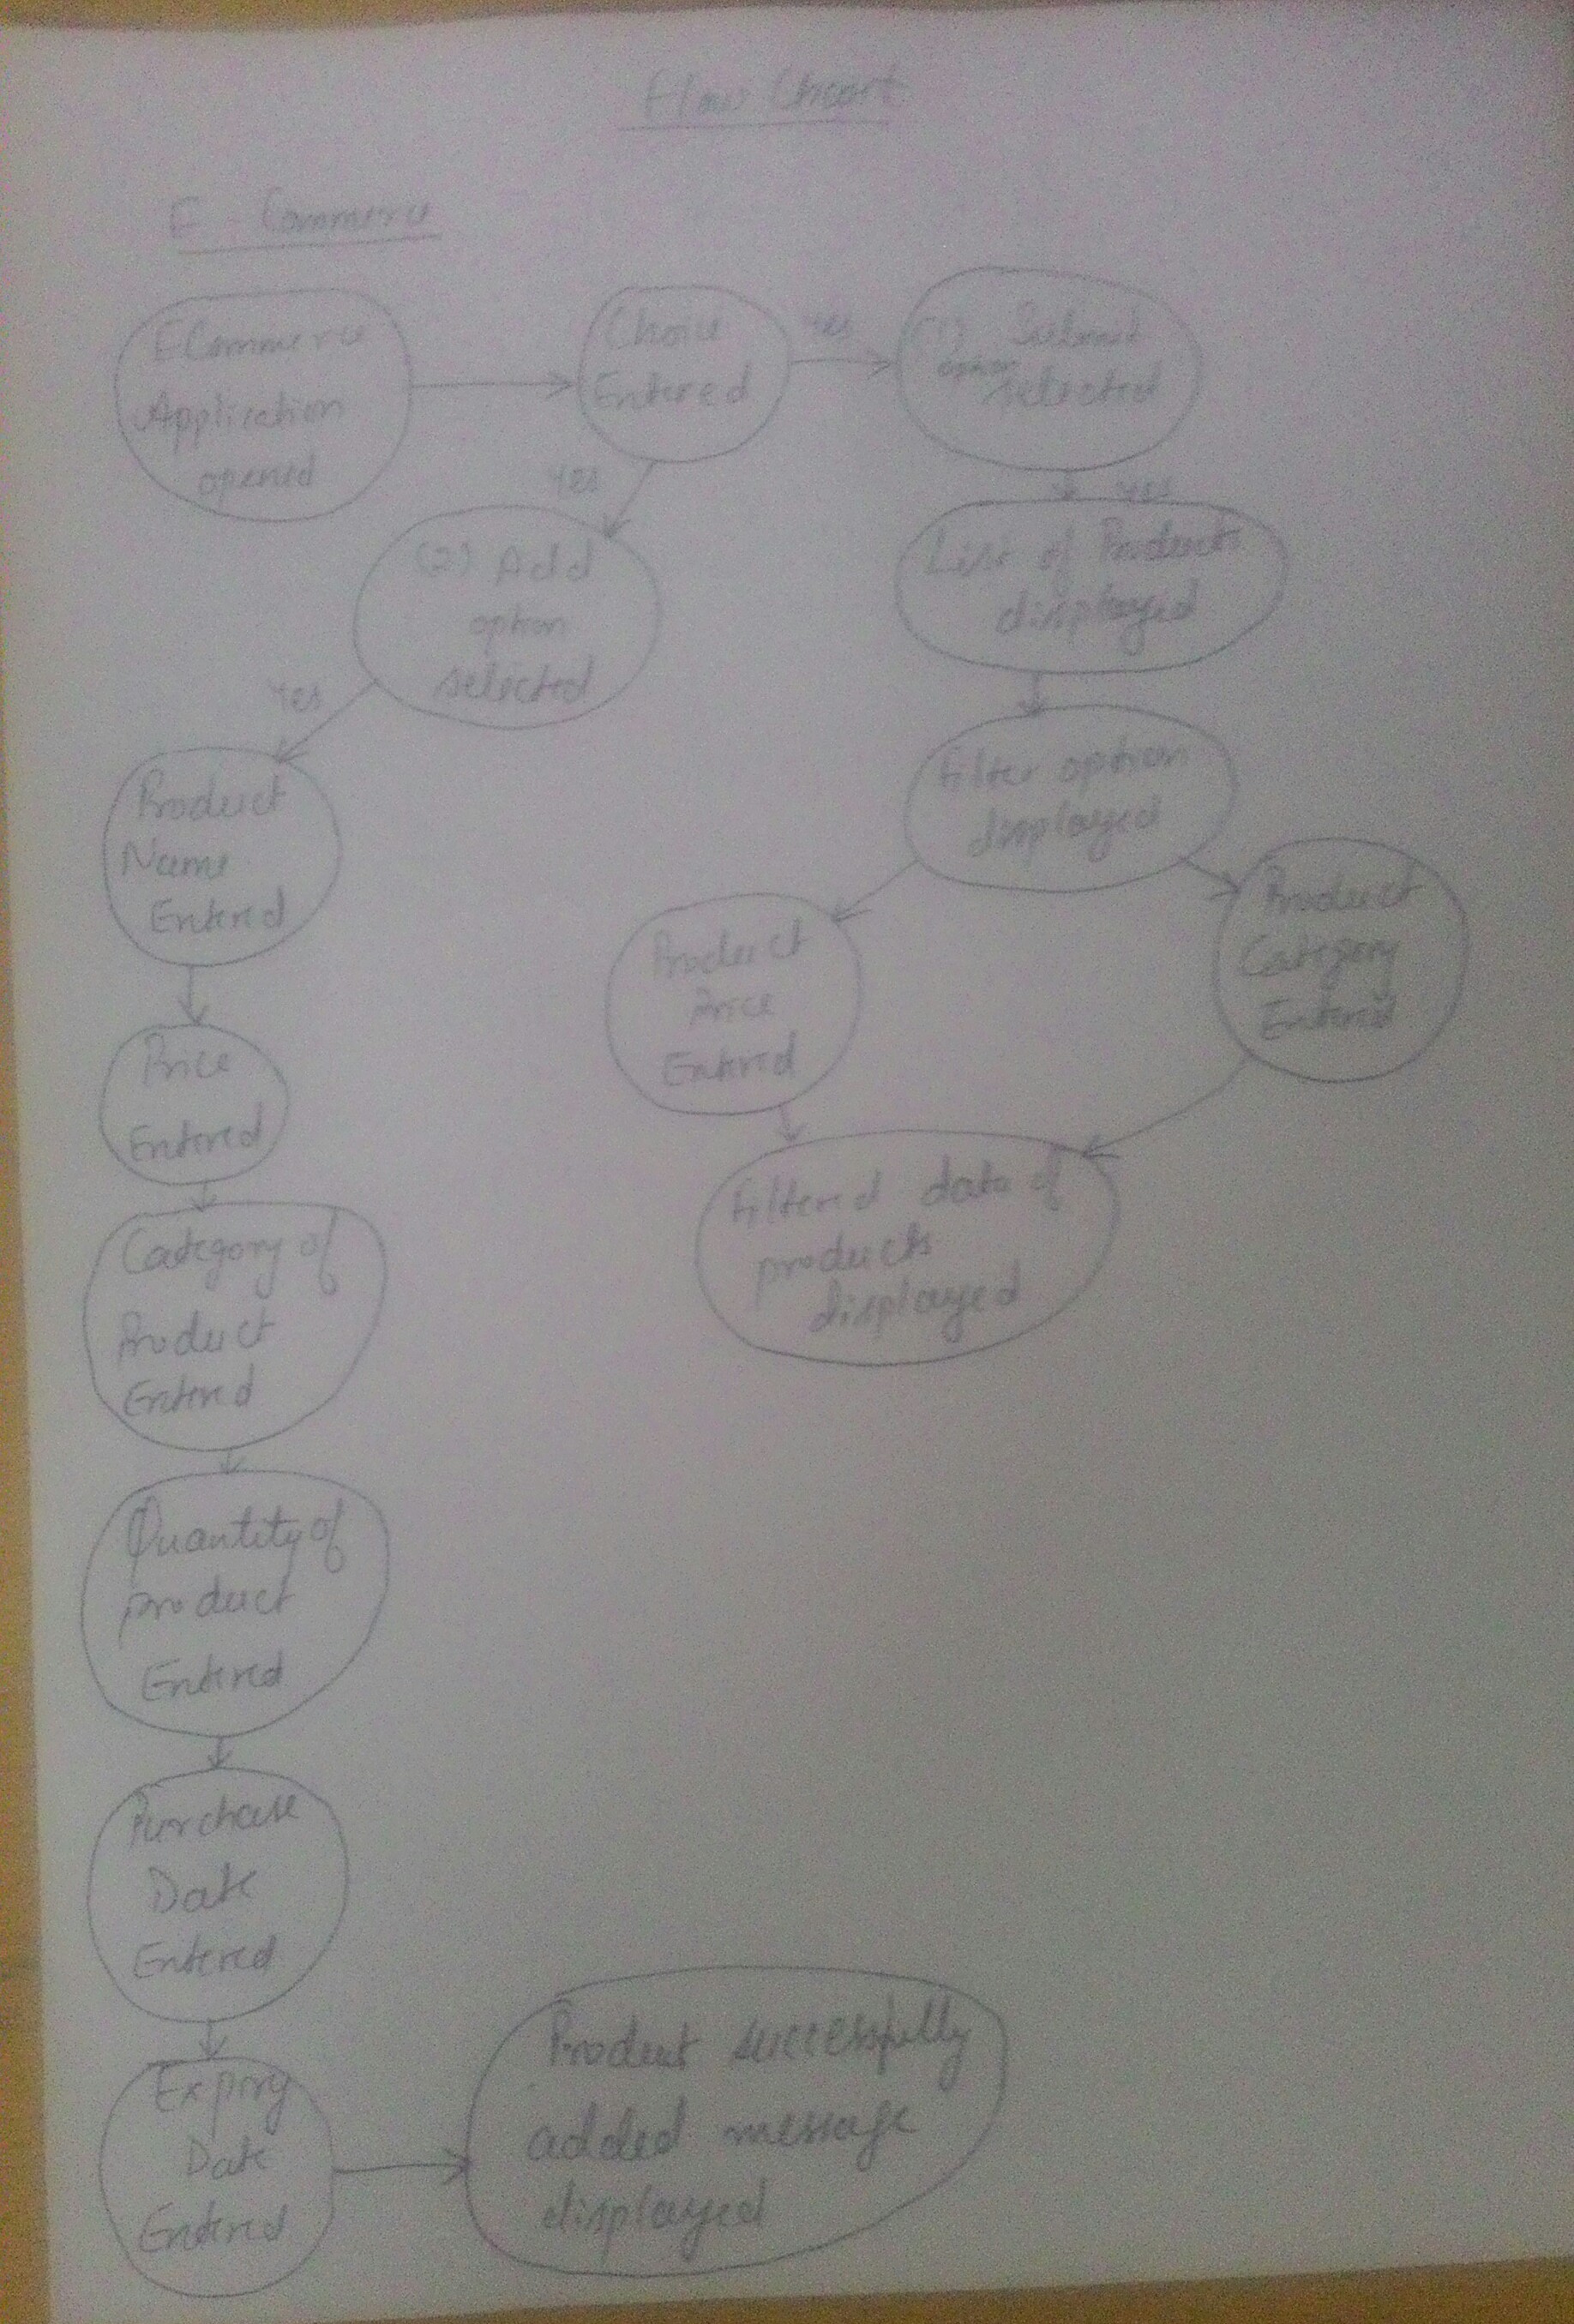 Flow Chart
E - Commerce
ECommerce
Application
opened
Choice
Entered
Yes
(1) Submit
option
selected
Yes
(2) Add
option
selected
Yes
List of Products
displayed
Filter option
displayed
Product
Price
Entered
Product
Category
Entered
Filtered data of
products
displayed
Yes
Product
Name
Entered
Price
Entered
Category of
Product
Entered
Quantity of
product
Entered
Purchase
Date
Entered
Expiry
Date
Entered
Product successfully
added message
displayed